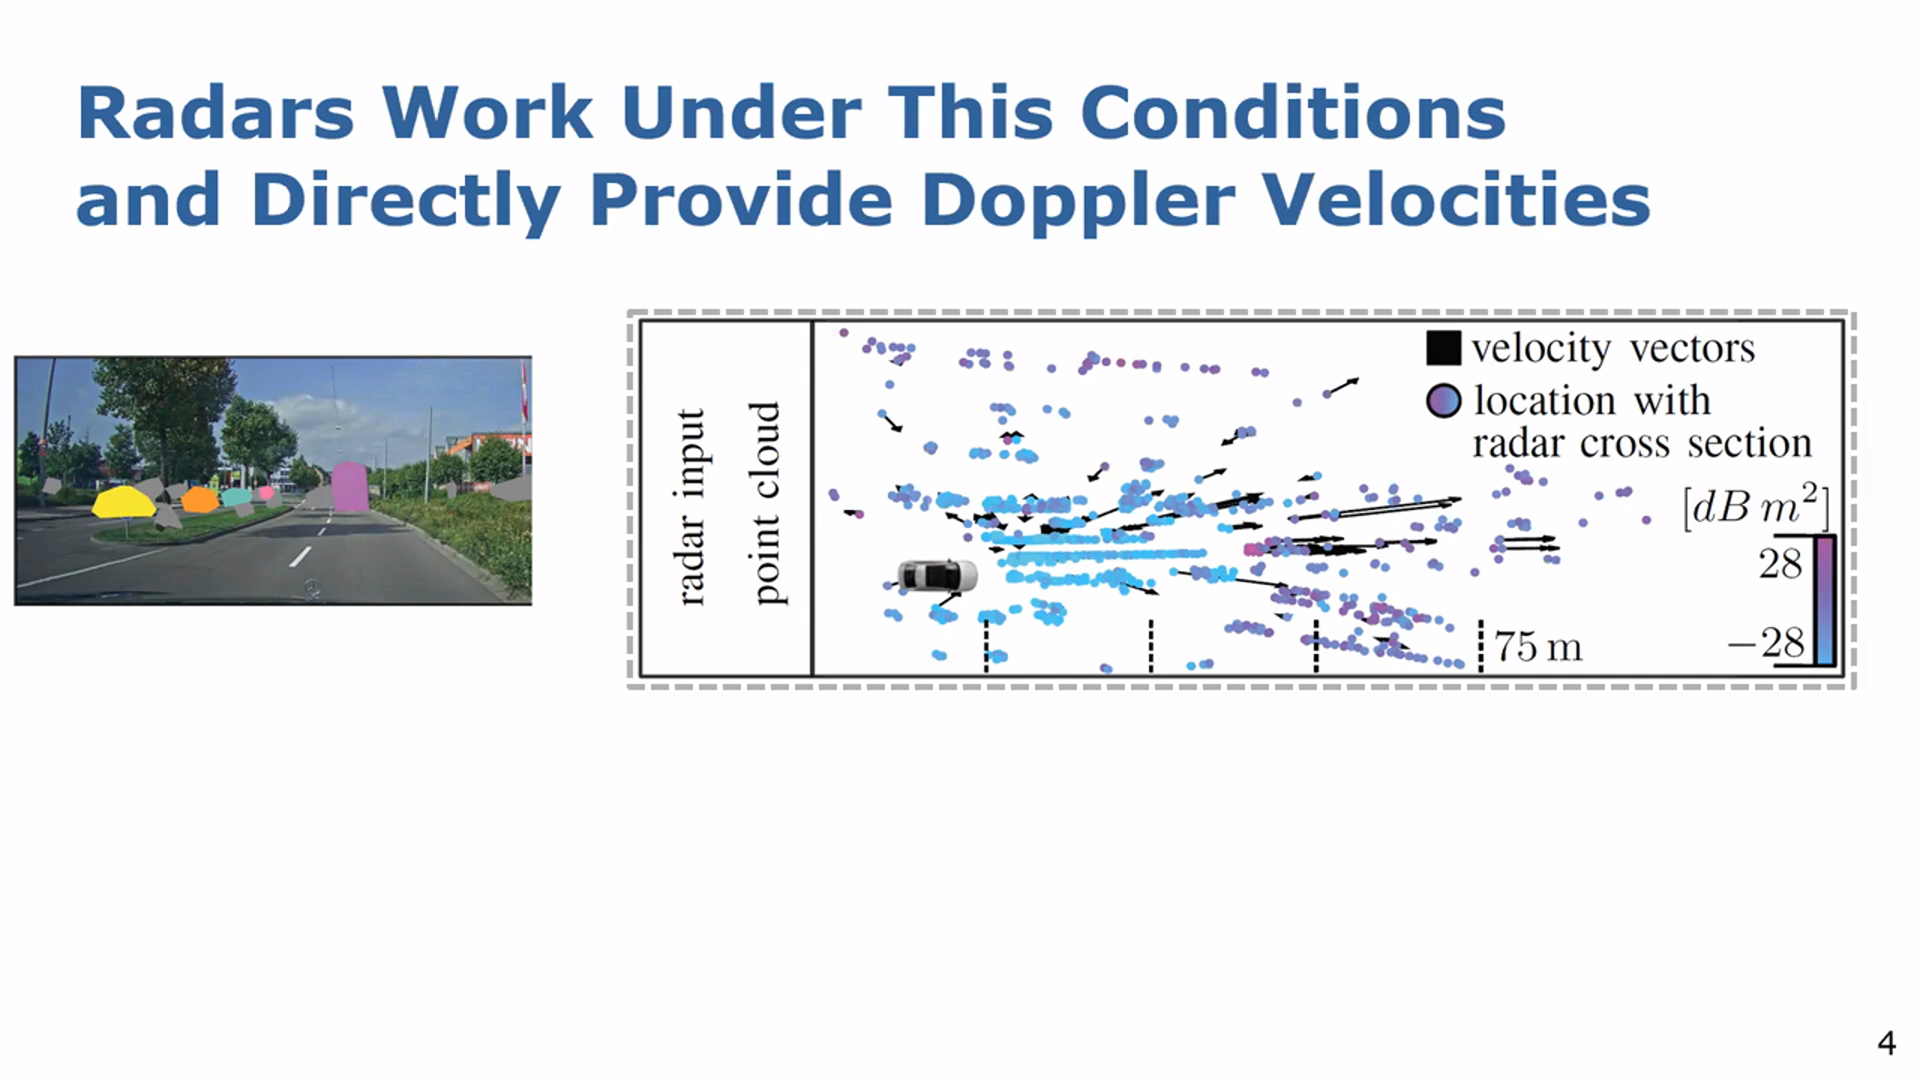 Radars Work Under This Conditions
and Directly Provide Doppler Velocities
radar input
point cloud
velocity vectors
location with
radar cross section
[dB m²]
28
−28
75 m
4